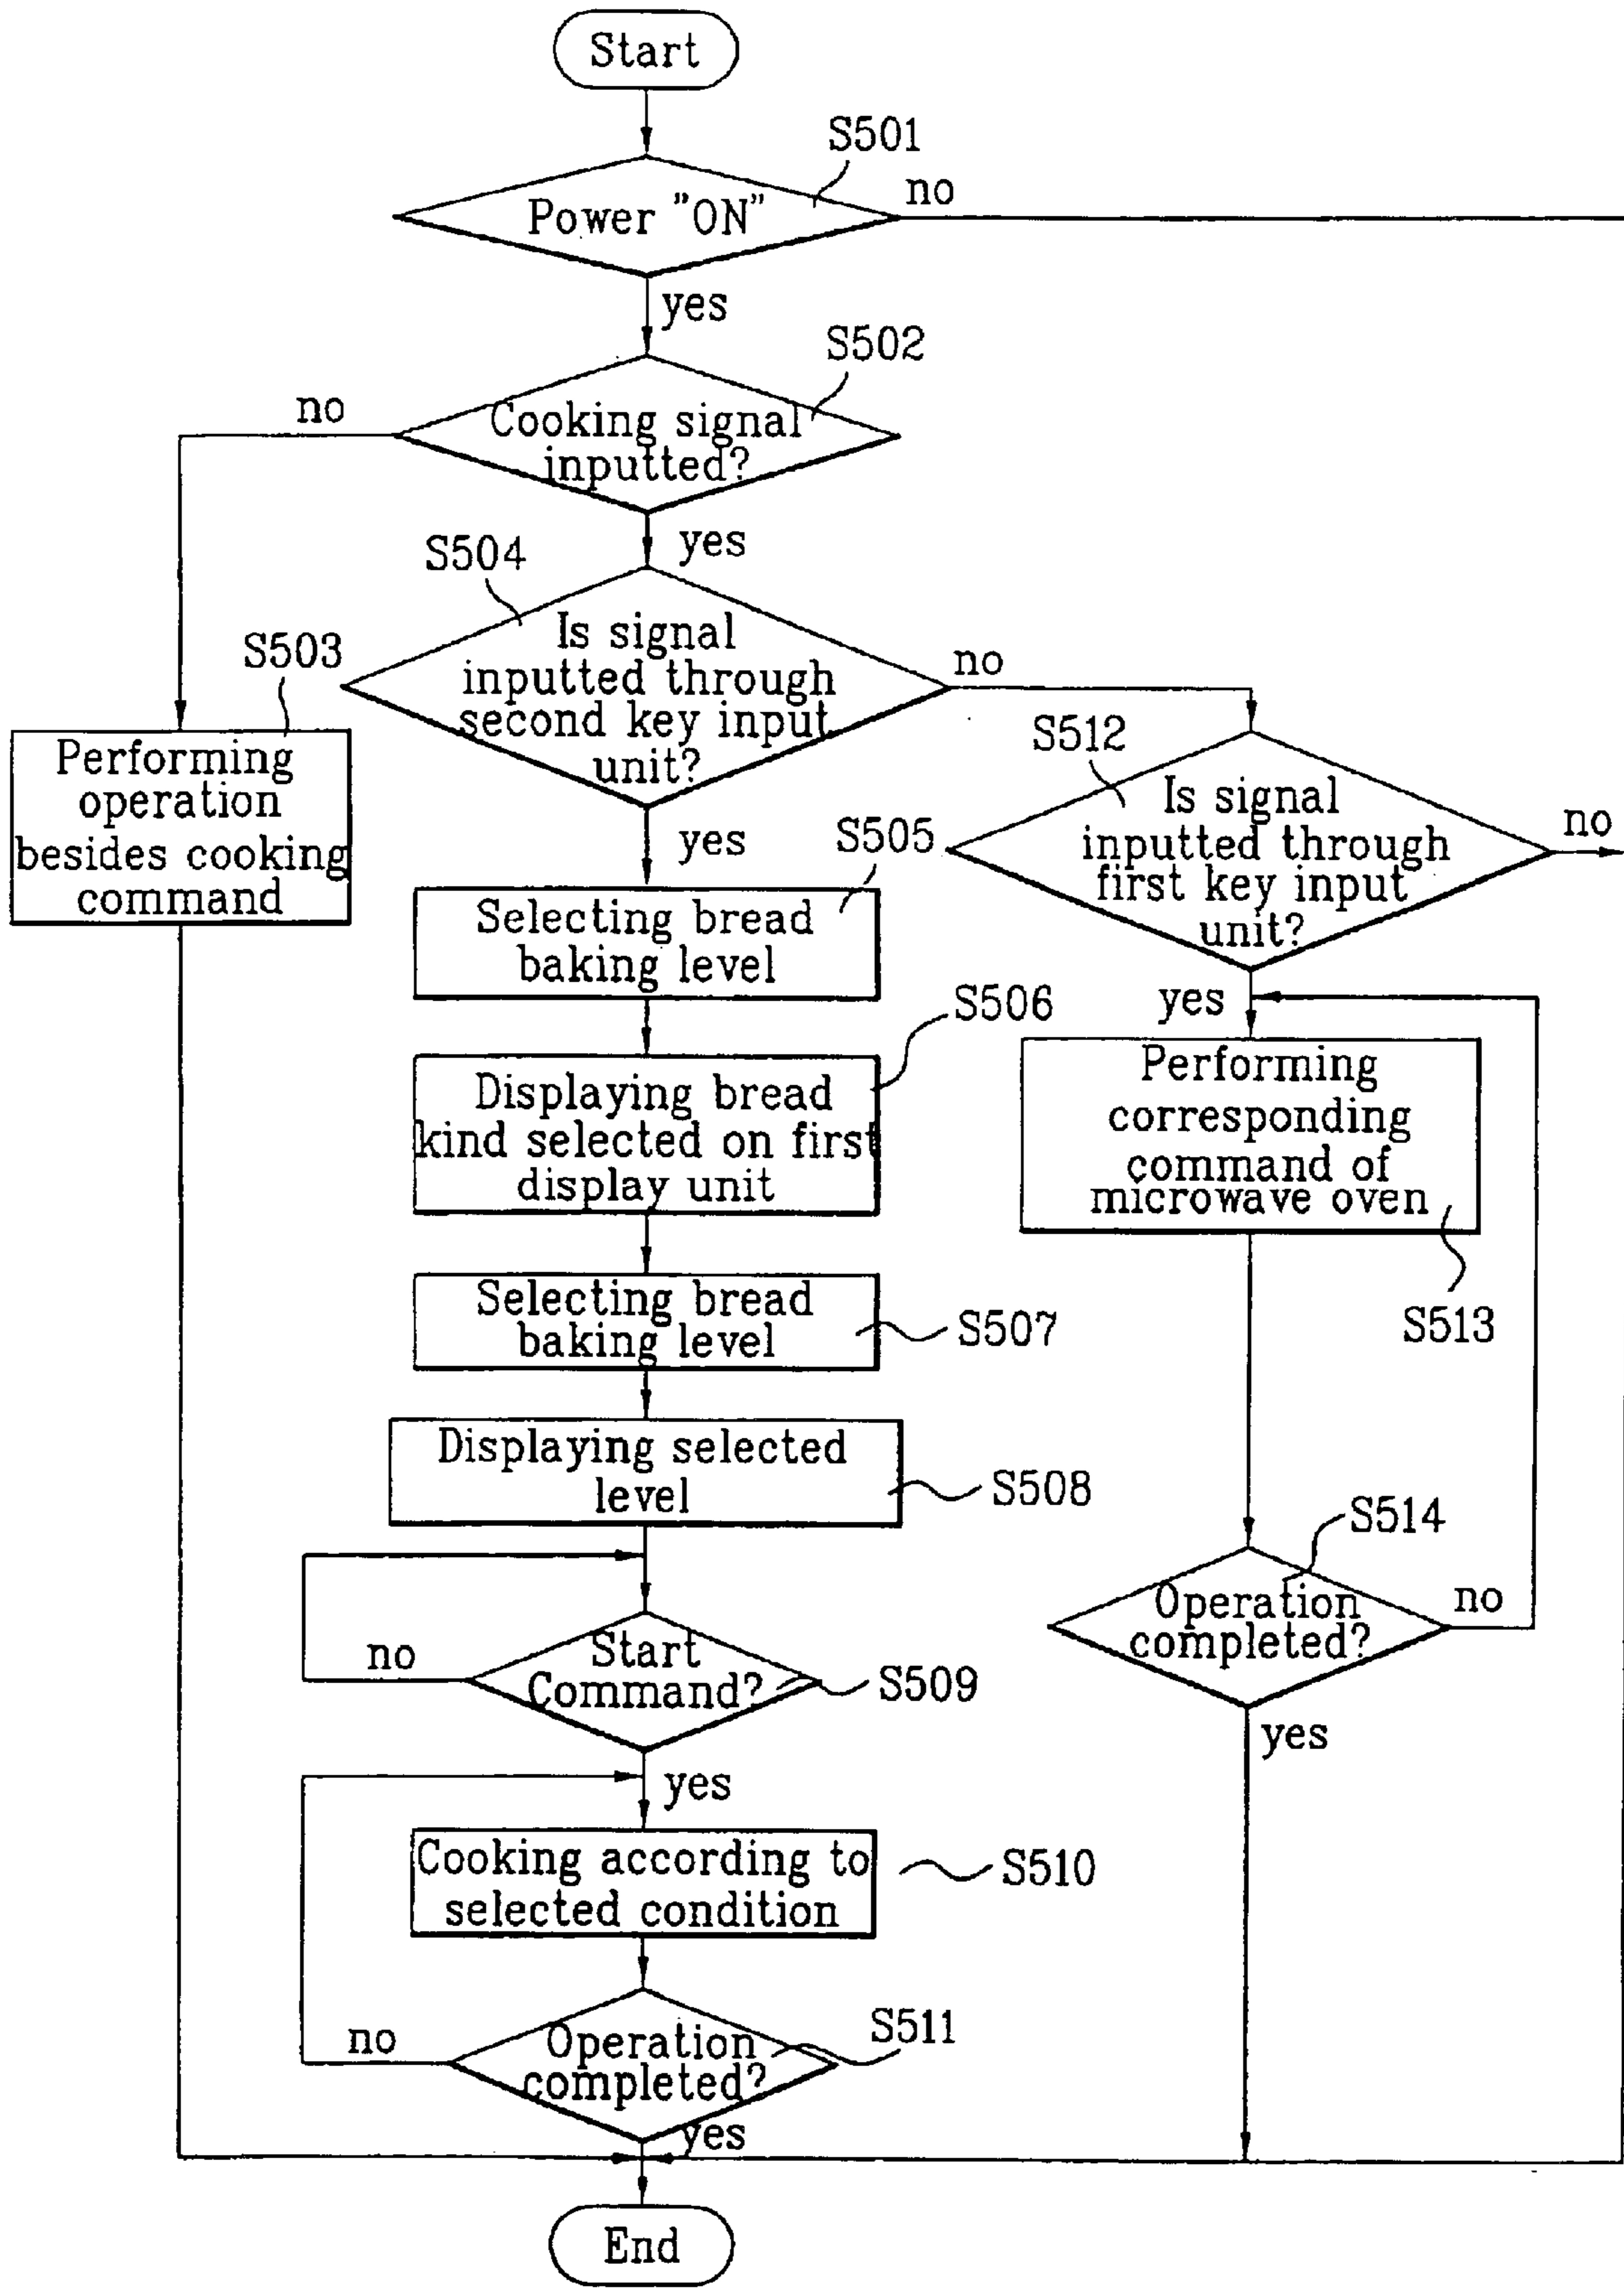 Start
S501
Power "ON"
no
yes
S502
no
Cooking signal
inputted?
yes
S504
Is signal
inputted through
second key input
unit?
no
S503
Performing
operation
besides cooking
command
S512
Is signal
inputted through
first key input
unit?
no
yes
S505
Selecting bread
baking level
yes
S506
Displaying bread
kind selected on first
display unit
Performing
corresponding
command of
microwave oven
S513
Selecting bread
baking level
S507
Displaying selected
level
S508
S514
Operation
completed?
no
yes
Start
Command?
no
S509
yes
Cooking according to
selected condition
S510
S511
Operation
completed?
no
yes
End